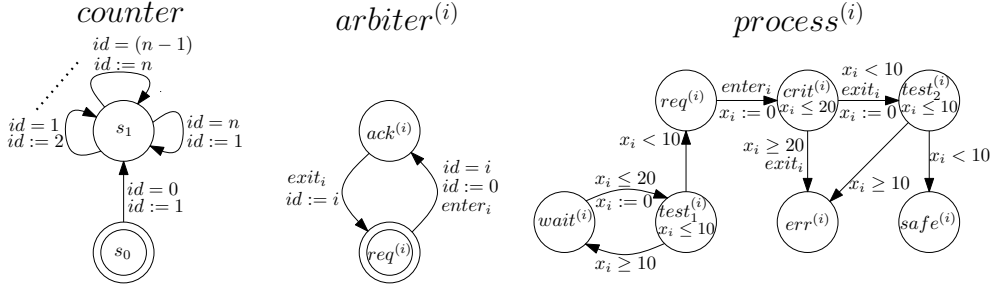 counter
id = (n − 1)
id := n
id = 1
id := 2
s₁
id = n
id := 1
id = 0
id := 1
s₀
arbiter⁽ⁱ⁾
ack⁽ⁱ⁾
exitᵢ
id := i
id = i
id := 0
enterᵢ
req⁽ⁱ⁾
process⁽ⁱ⁾
req⁽ⁱ⁾
enterᵢ
xᵢ := 0
crit⁽ⁱ⁾
xᵢ ≤ 20
xᵢ < 10
exitᵢ
xᵢ := 0
test₂⁽ⁱ⁾
xᵢ ≤ 10
xᵢ < 10
xᵢ ≥ 20
exitᵢ
xᵢ < 10
xᵢ ≥ 10
xᵢ ≤ 20
xᵢ := 0
wait⁽ⁱ⁾
test₁⁽ⁱ⁾
xᵢ ≤ 10
xᵢ ≥ 10
err⁽ⁱ⁾
safe⁽ⁱ⁾